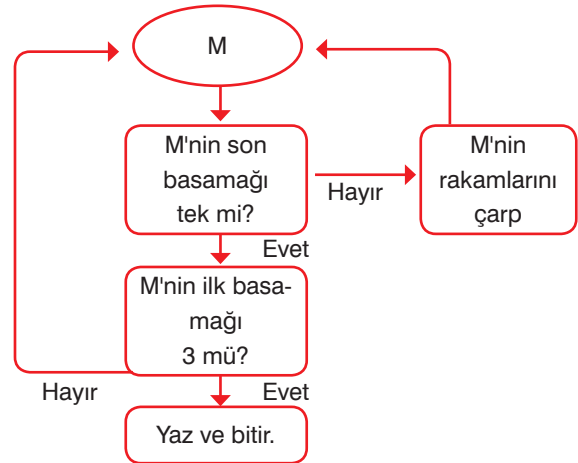 M
M'nin son
basamağı
tek mi?
Hayır
M'nin
rakamlarını
çarp
Evet
M'nin ilk basa-
mağı
3 mü?
Hayır
Evet
Yaz ve bitir.